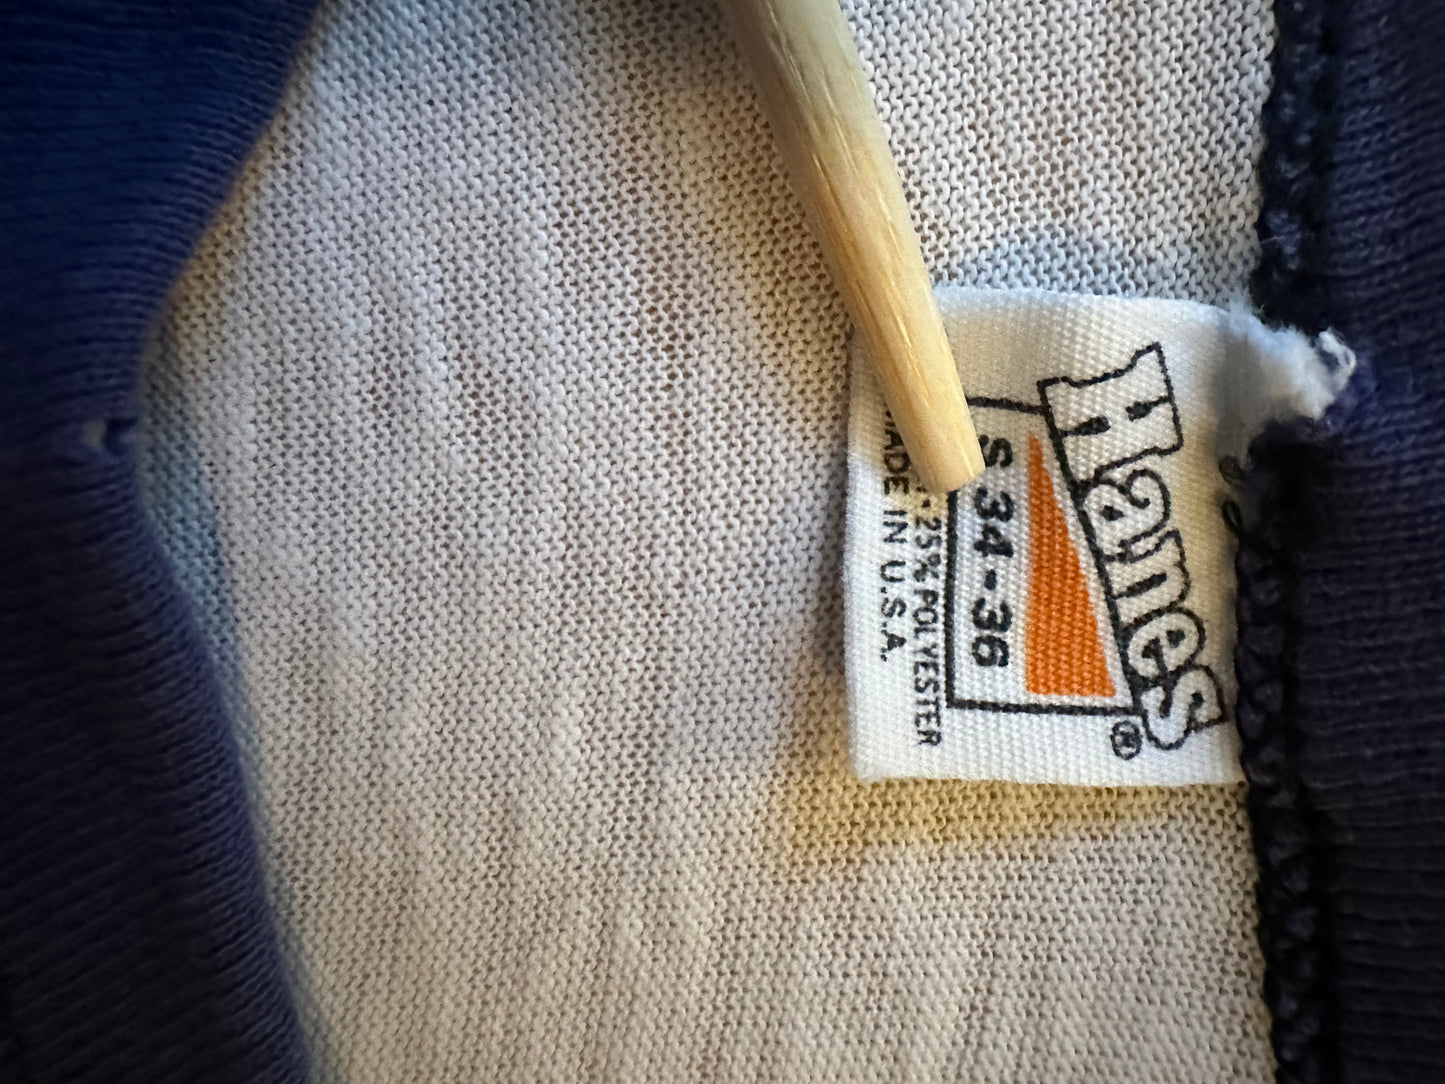 Hanes®
S 34-36
25% POLYESTER
MADE IN U.S.A.